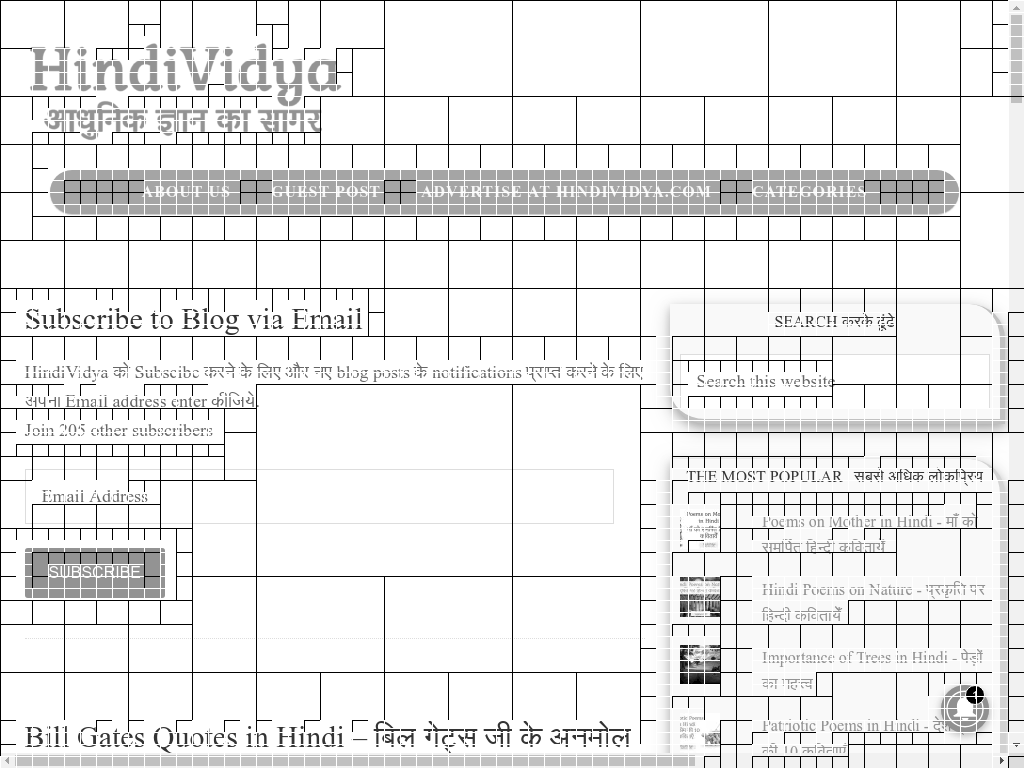 HindiVidya
आधुनिक ज्ञान का सागर
ABOUT US GUEST POST ADVERTISE AT HINDIVIDYA.COM CATEGORIES
Subscribe to Blog via Email
HindiVidya को Subscibe करने के लिए और नए blog posts के notifications प्राप्त करने के लिए
अपना Email address enter कीजिये.
Join 205 other subscribers
Email Address
SUBSCRIBE
Bill Gates Quotes in Hindi – बिल गेट्स जी के अनमोल
SEARCH करके ढूंढे
Search this website
THE MOST POPULAR सबसे अधिक लोकप्रिय
Poems on Mother in Hindi - माँ को
समर्पित हिन्दी कवितायेँ
Hindi Poems on Nature - प्रकृति पर
हिन्दी कवितायेँ
Importance of Trees in Hindi - पेड़ों
का महत्त्व
Patriotic Poems in Hindi -
की 10 कविताएँ